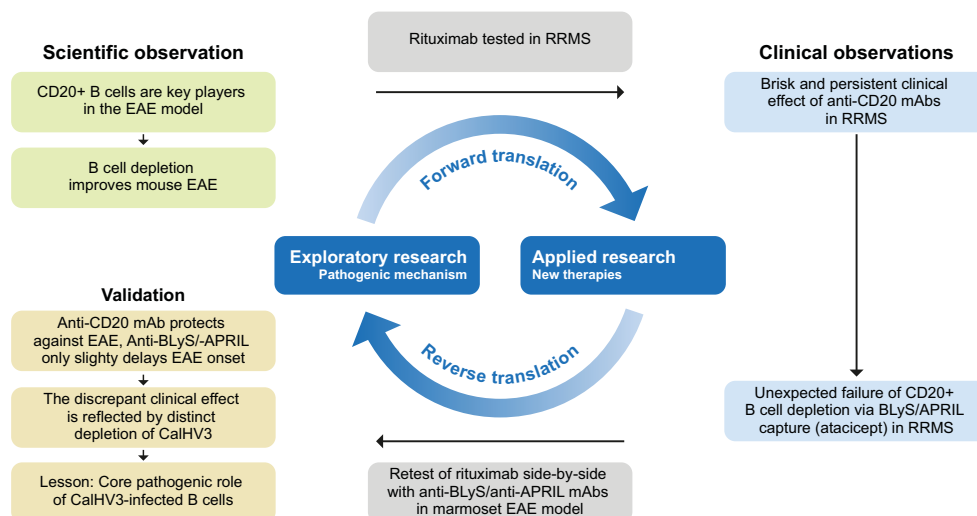 Scientific observation
CD20+ B cells are key players
in the EAE model
B cell depletion
improves mouse EAE
Rituximab tested in RRMS
Clinical observations
Brisk and persistent clinical
effect of anti-CD20 mAbs
in RRMS
Forward translation
Exploratory research
Pathogenic mechanism
Applied research
New therapies
Reverse translation
Validation
Anti-CD20 mAb protects
against EAE, Anti-BLyS/-APRIL
only slighty delays EAE onset
The discrepant clinical effect
is reflected by distinct
depletion of CalHV3
Lesson: Core pathogenic role
of CalHV3-infected B cells
Unexpected failure of CD20+
B cell depletion via BLyS/APRIL
capture (atacicept) in RRMS
Retest of rituximab side-by-side
with anti-BLyS/anti-APRIL mAbs
in marmoset EAE model